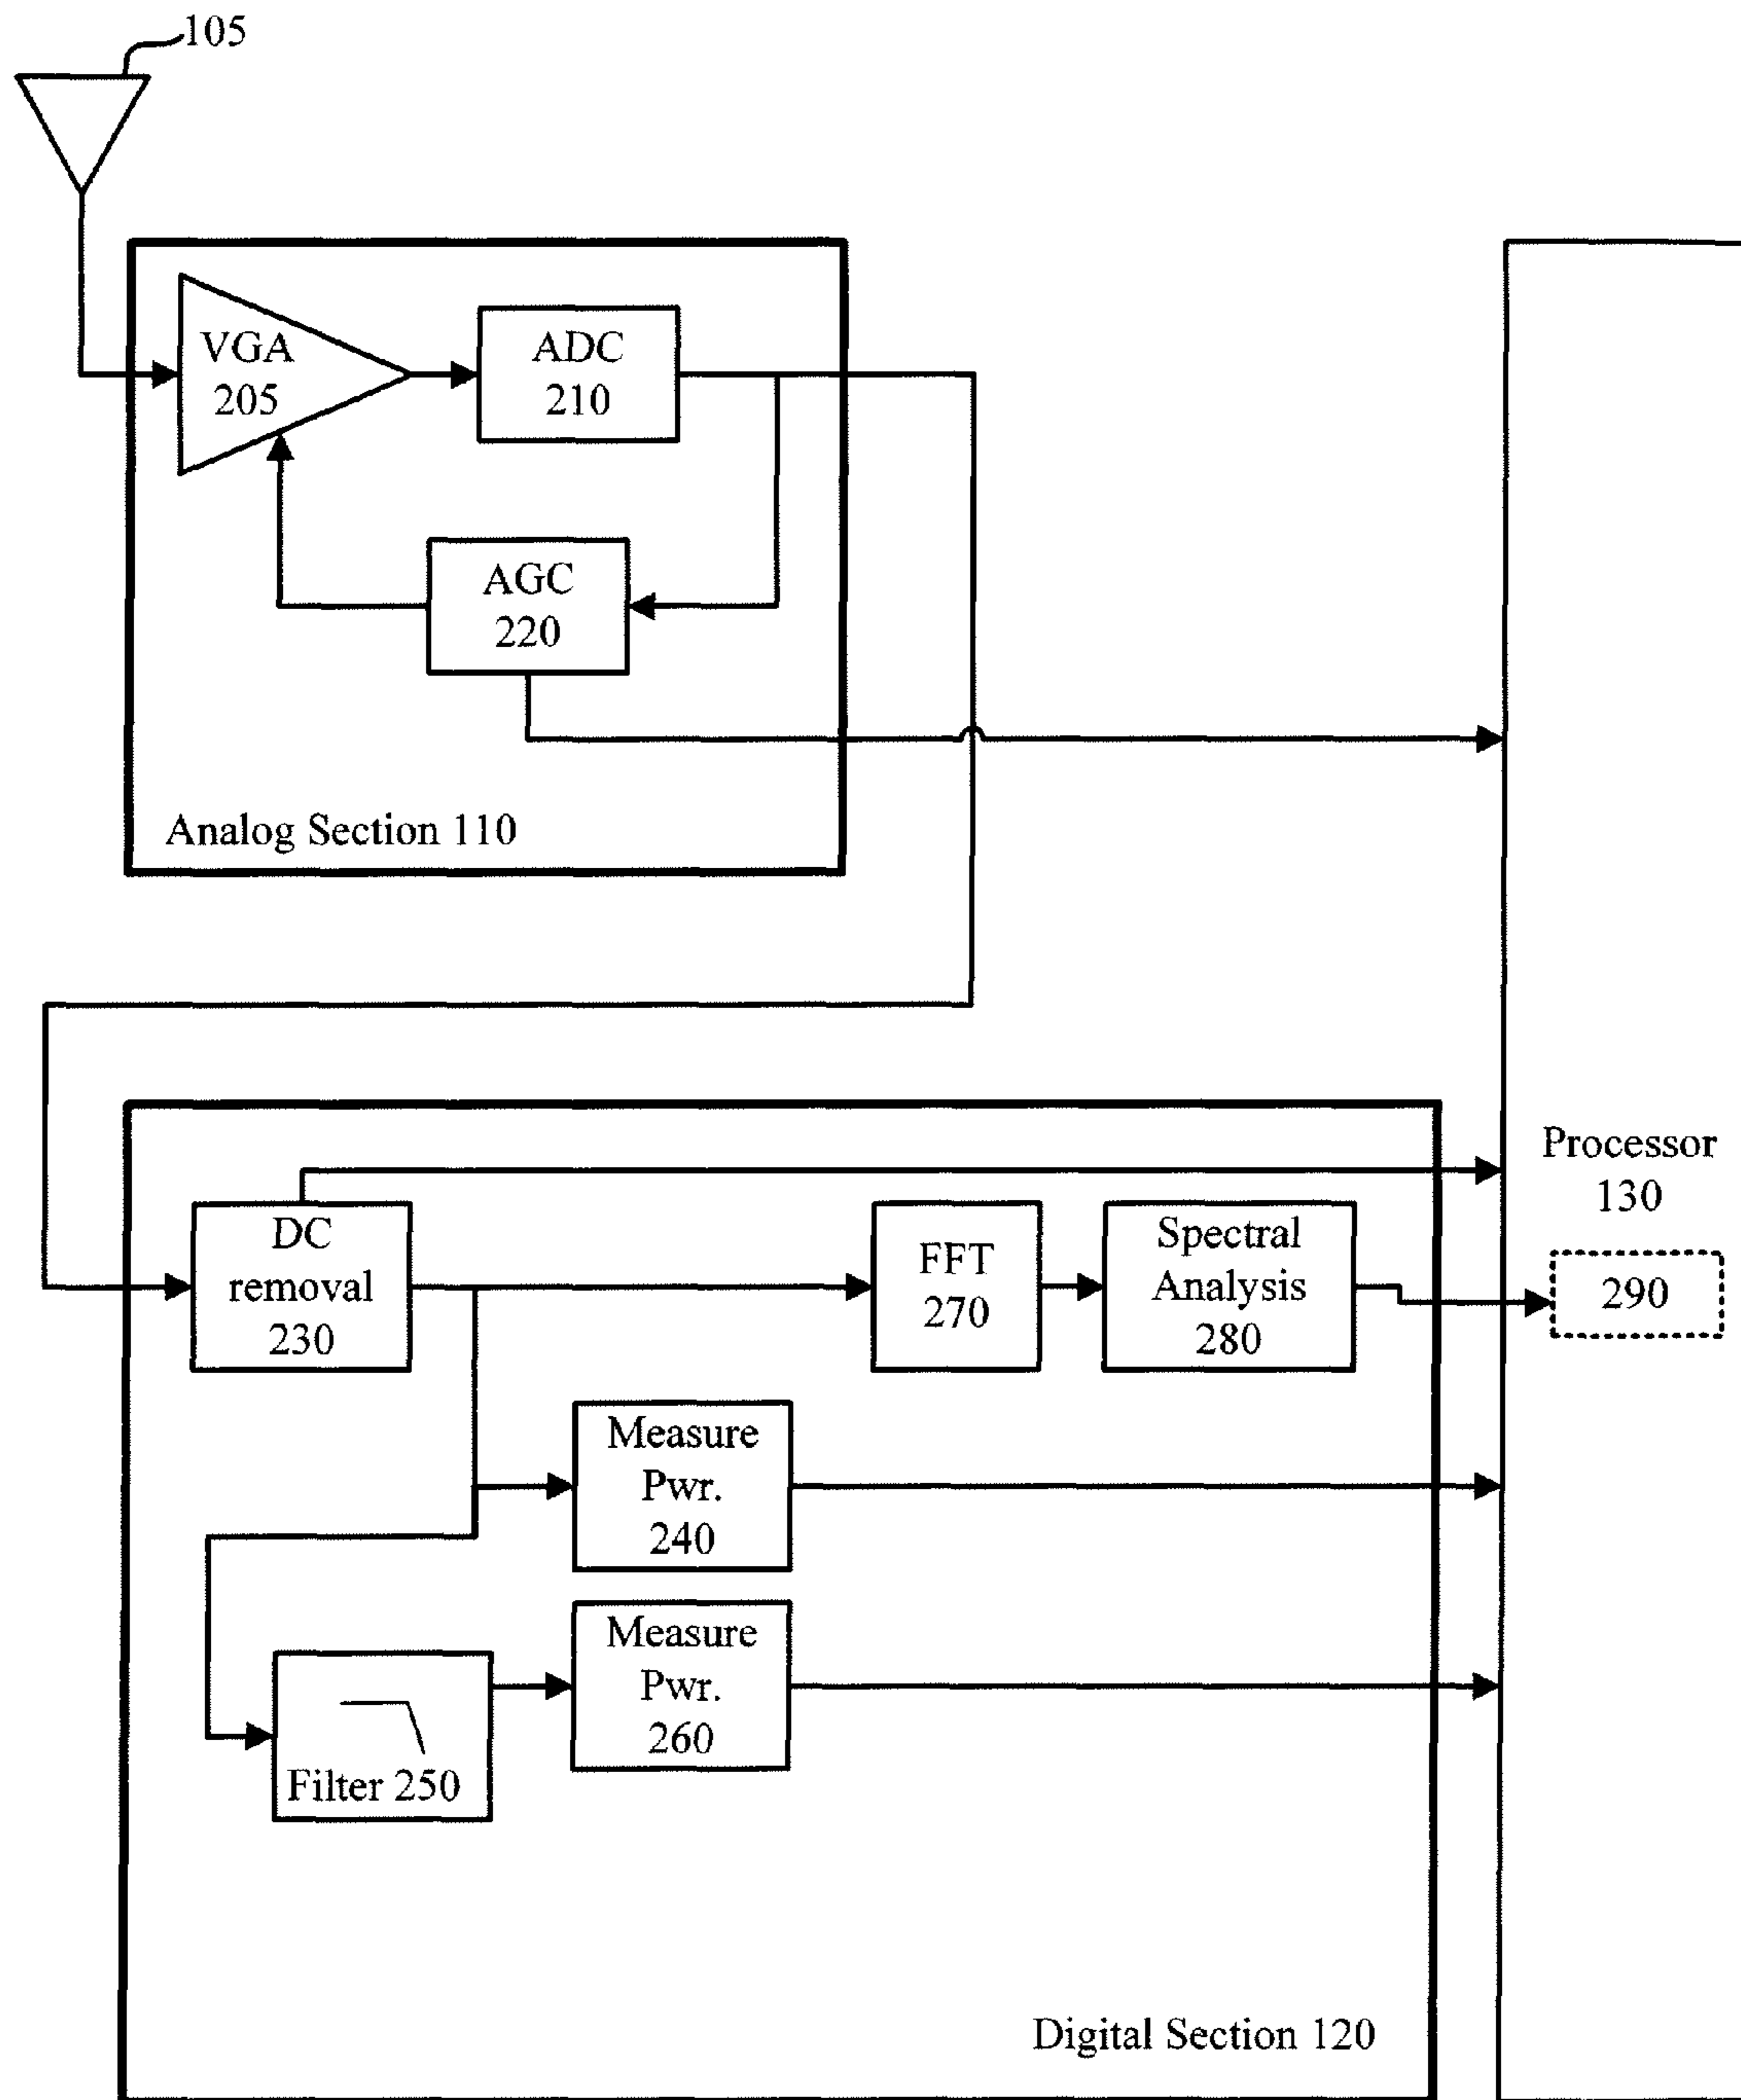 105
VGA
205
ADC
210
AGC
220
Analog Section 110
Processor
130
DC
removal
230
FFT
270
Spectral
Analysis
280
290
Measure
Pwr.
240
Measure
Pwr.
260
Filter 250
Digital Section 120